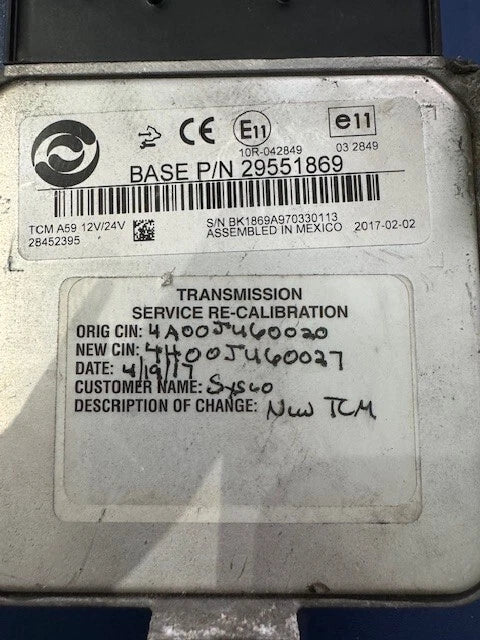 CE E11 e11
10R-042849 03 2849
BASE P/N 29551869
TCM A59 12V/24V S/N BK1869A970330113
28452395 ASSEMBLED IN MEXICO 2017-02-02
TRANSMISSION
SERVICE RE-CALIBRATION
ORIG CIN: 4A00JU60020
NEW CIN: 4H00JU60027
DATE: 4/19/17
CUSTOMER NAME: Sysco
DESCRIPTION OF CHANGE: New TCM